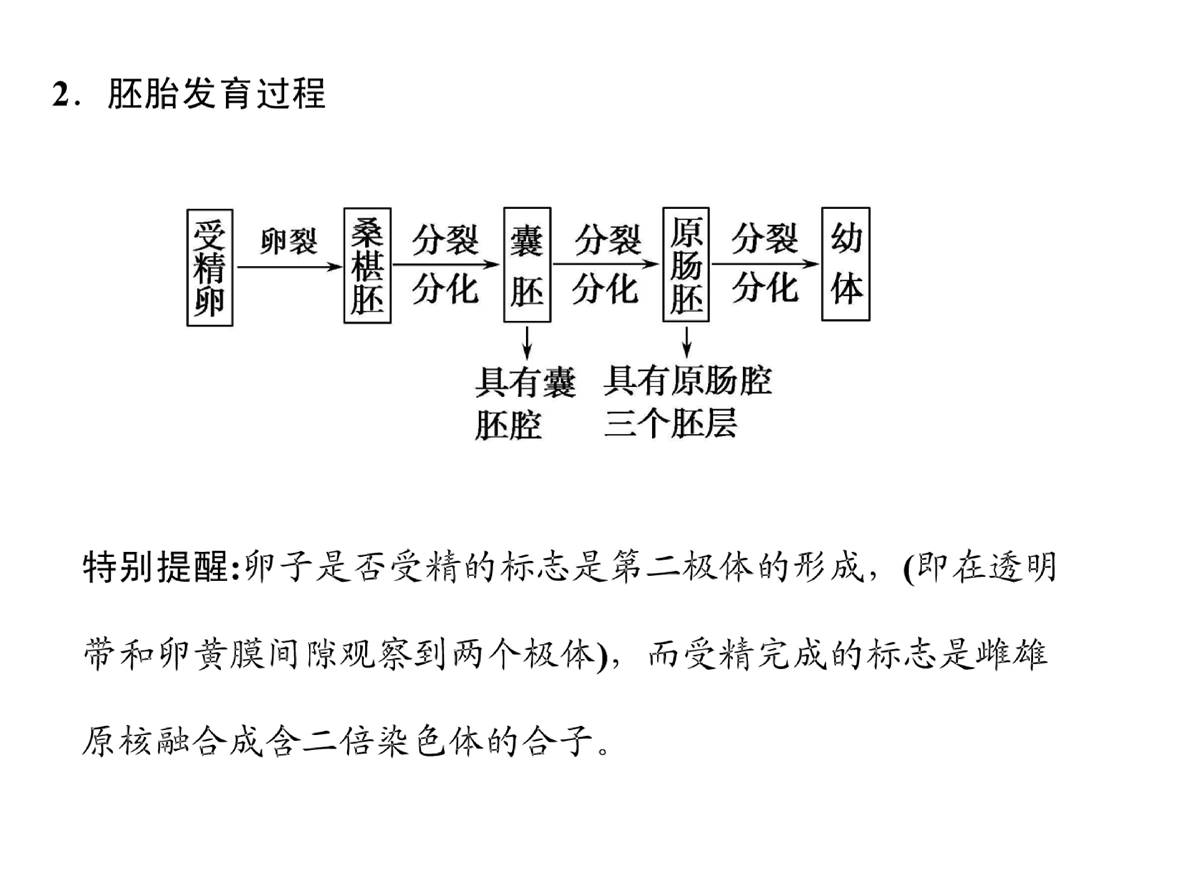 2． 胚胎发育过程
受精卵
卵裂
桑椹胚
分裂
分化
囊胚
分裂
分化
原肠胚
分裂
分化
幼体
具有囊
胚腔
具有原肠腔
三个胚层
特别提醒:卵子是否受精的标志是第二极体的形成，(即在透明
带和卵黄膜间隙观察到两个极体)，而受精完成的标志是雌雄
原核融合成含二倍染色体的合子。